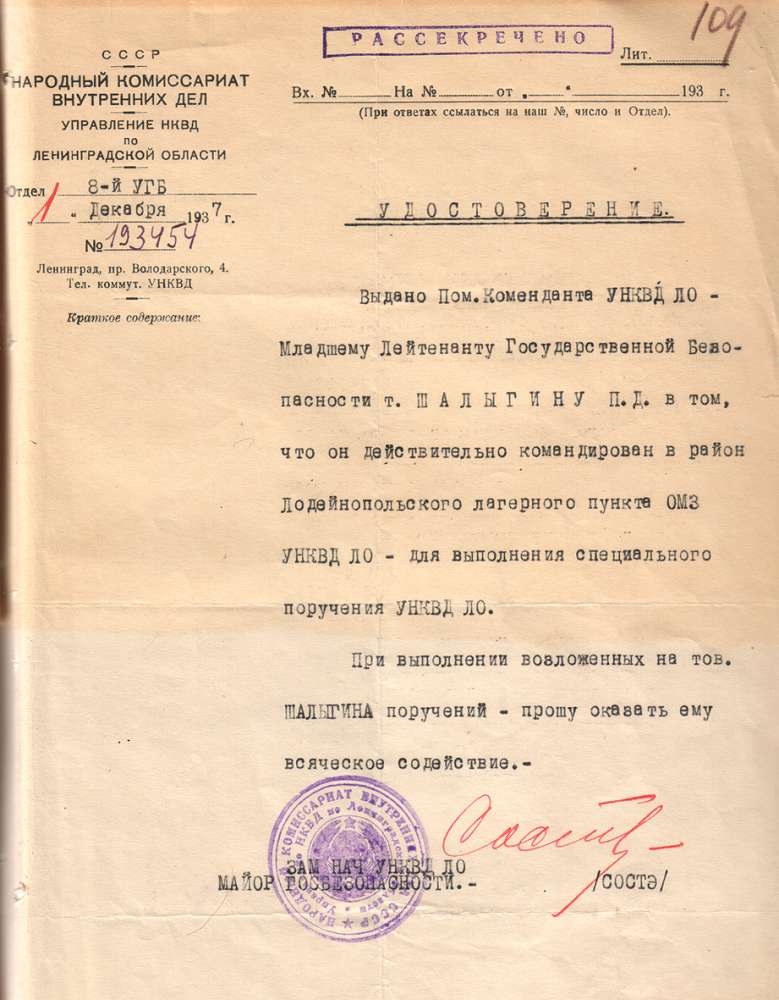 РАССЕКРЕЧЕНО
109
Лит.
СССР
НАРОДНЫЙ КОМИССАРИАТ
ВНУТРЕННИХ ДЕЛ
УПРАВЛЕНИЕ НКВД
по
ЛЕНИНГРАДСКОЙ ОБЛАСТИ
Отдел 8-й УГБ
„1" Декабря 1937 г.
№ 193454
Ленинград, пр. Володарского, 4.
Тел. коммут. УНКВД
Краткое содержание:
Вх. № На № от „ " 193 г.
(При ответах ссылаться на наш №, число и Отдел).
УДОСТОВЕРЕНИЕ.
Выдано Пом.Коменданта УНКВД ЛО -
Младшему Лейтенанту Государственной Безо-
пасности т. ШАЛЫГИНУ П.Д. в том,
что он действительно командирован в район
Лодейнопольского лагерного пункта ОМЗ
УНКВД ЛО - для выполнения специального
поручения УНКВД ЛО.
При выполнении возложенных на тов.
ШАЛЫГИНА поручений - прошу оказать ему
всяческое содействие.-
ЗАМ НАЧ УНКВД ЛО
МАЙОР ГОСБЕЗОПАСНОСТИ.- /СОСТЭ/